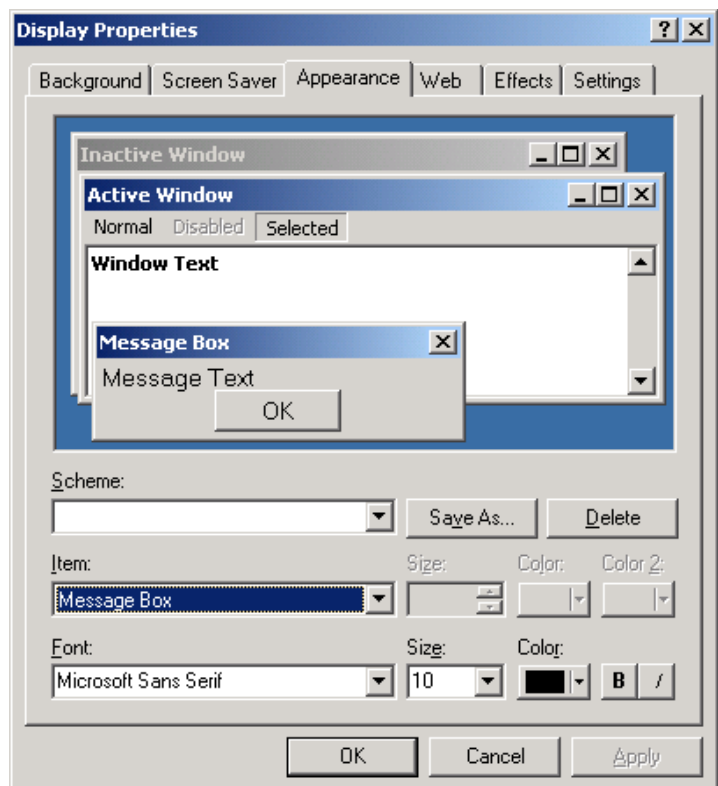 Display Properties
Background Screen Saver Appearance Web Effects Settings
Inactive Window
Active Window
Normal Disabled Selected
Window Text
Message Box
Message Text
OK
Scheme:
Save As... Delete
Item: Size: Color: Color 2:
Message Box
Font: Size: Color:
Microsoft Sans Serif 10 B /
OK Cancel Apply